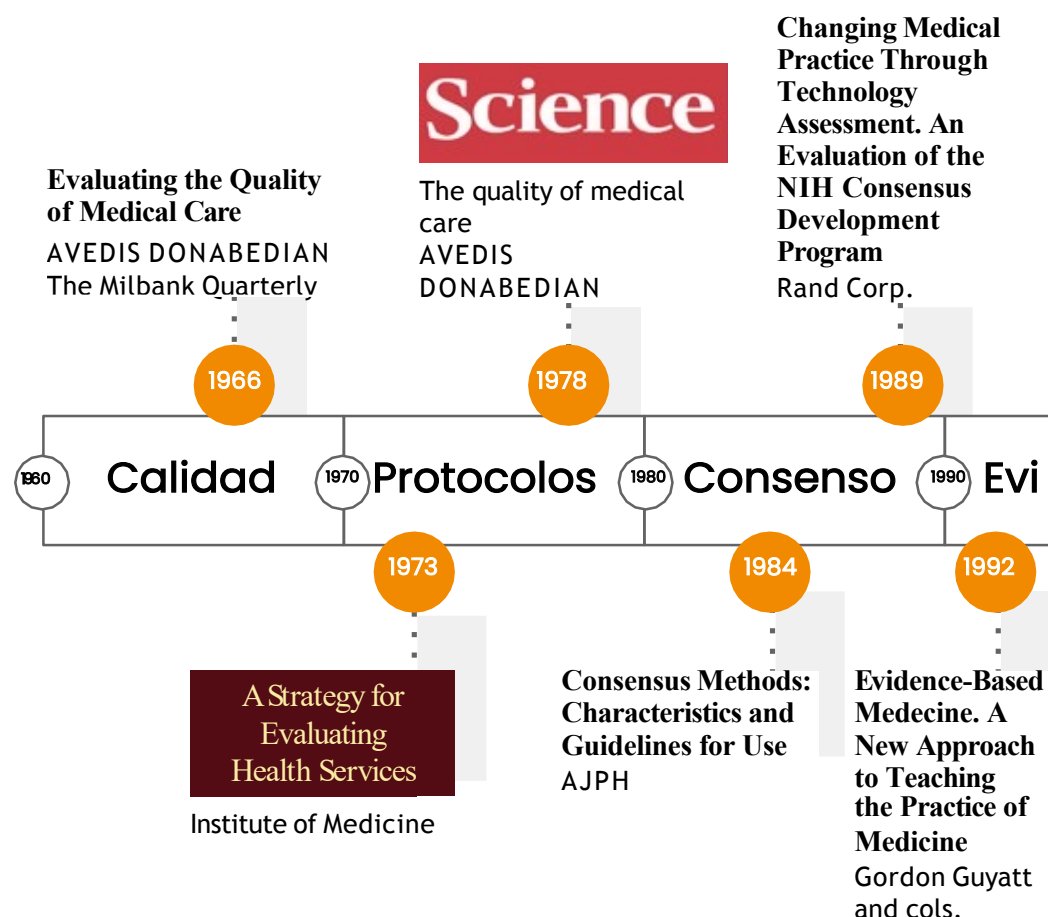 Evaluating the Quality
of Medical Care
AVEDIS DONABEDIAN
The Milbank Quarterly
Science
The quality of medical
care
AVEDIS
DONABEDIAN
Changing Medical
Practice Through
Technology
Assessment. An
Evaluation of the
NIH Consensus
Development
Program
Rand Corp.
1966
1978
1989
1960
Calidad
1970
Protocolos
1980
Consenso
1990
Evi
1973
1984
1992
A Strategy for
Evaluating
Health Services
Institute of Medicine
Consensus Methods:
Characteristics and
Guidelines for Use
AJPH
Evidence-Based
Medecine. A
New Approach
to Teaching
the Practice of
Medicine
Gordon Guyatt
and cols.